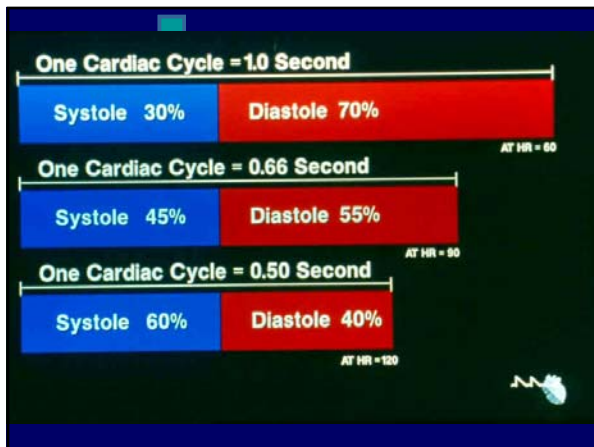 One Cardiac Cycle = 1.0 Second
Systole 30% Diastole 70%
AT HR = 60
One Cardiac Cycle = 0.66 Second
Systole 45% Diastole 55%
AT HR = 90
One Cardiac Cycle = 0.50 Second
Systole 60% Diastole 40%
AT HR = 120